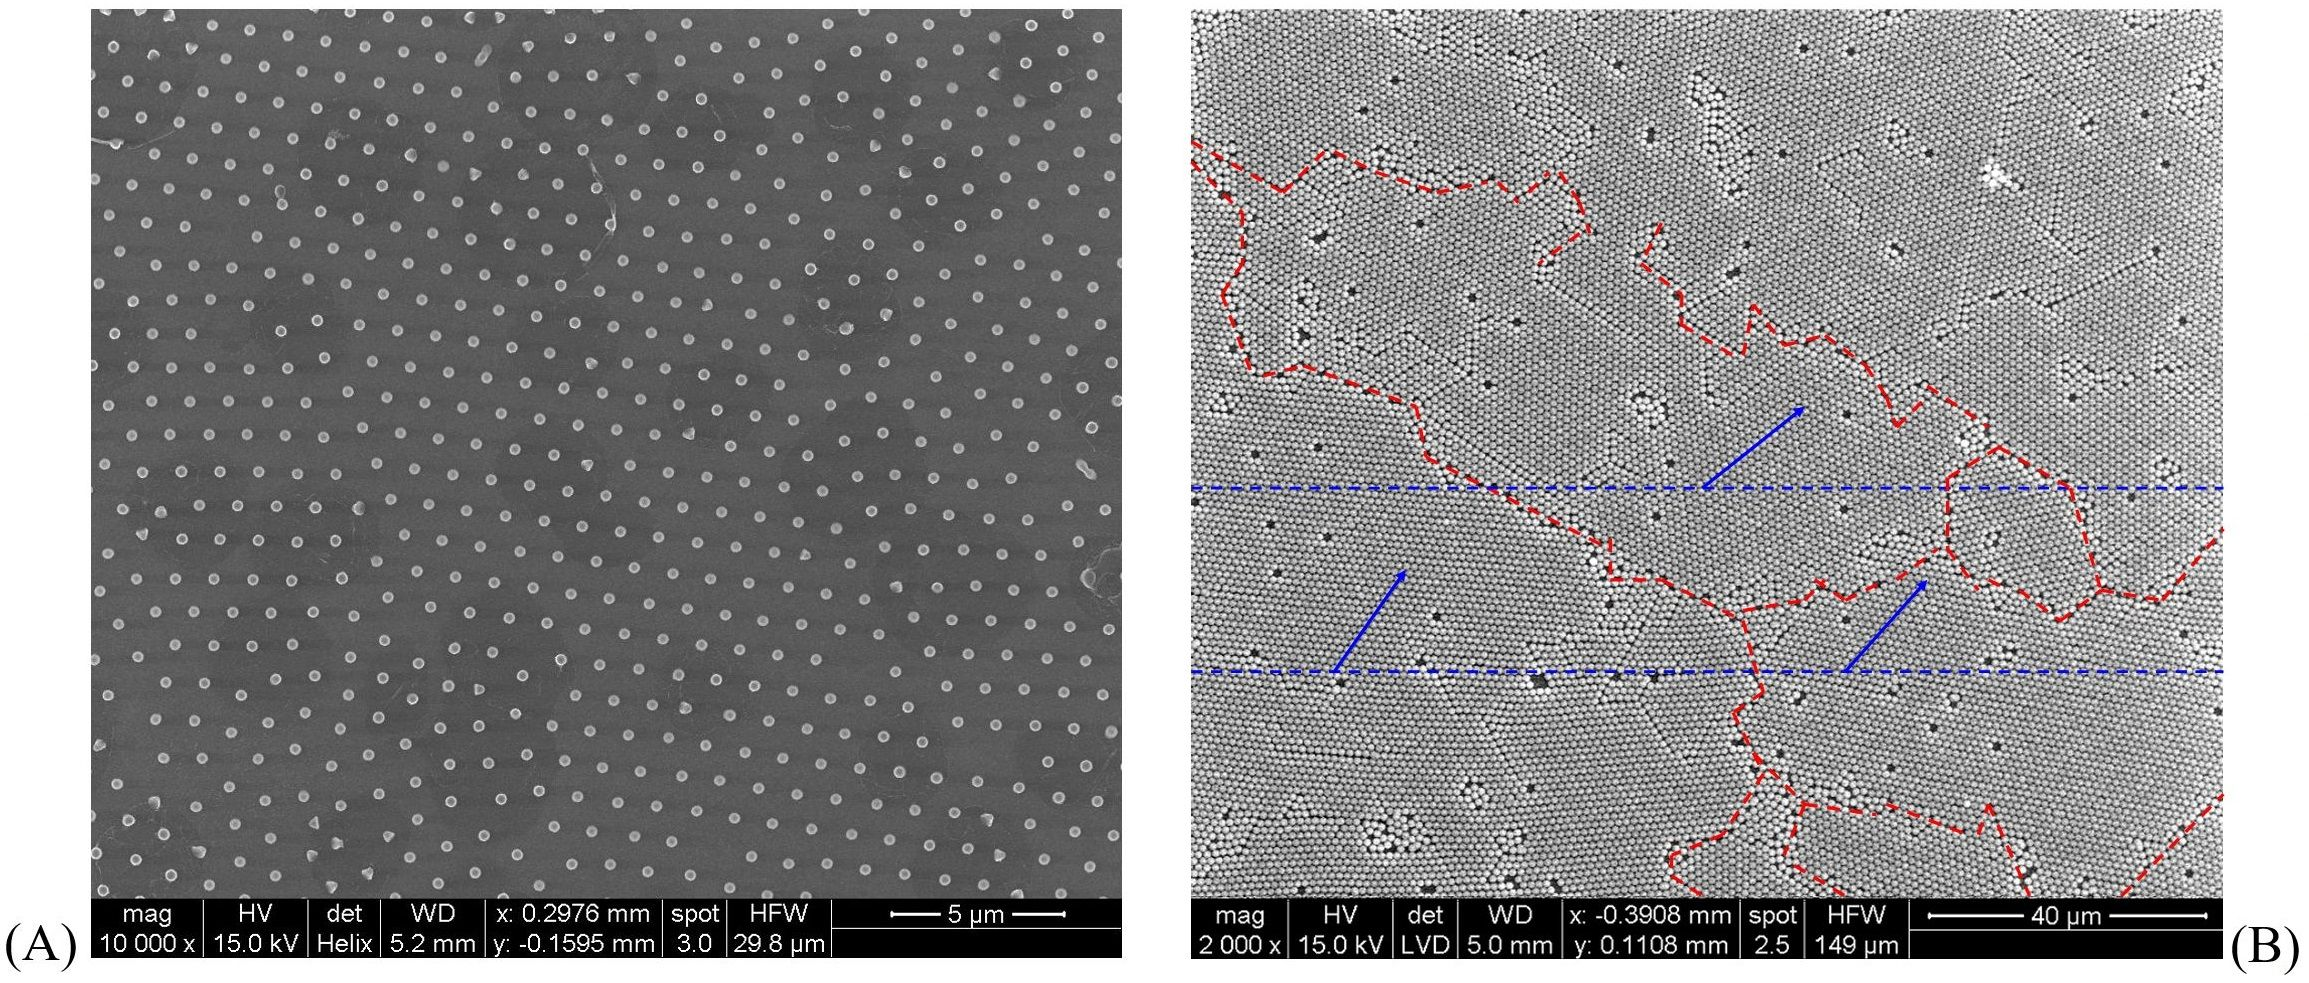 mag HV det WD x: 0.2976 mm spot HFW 5 µm
10 000 x 15.0 kV Helix 5.2 mm y: -0.1595 mm 3.0 29.8 µm
(A)
mag HV det WD x: -0.3908 mm spot HFW 40 µm
2 000 x 15.0 kV LVD 5.0 mm y: 0.1108 mm 2.5 149 µm
(B)